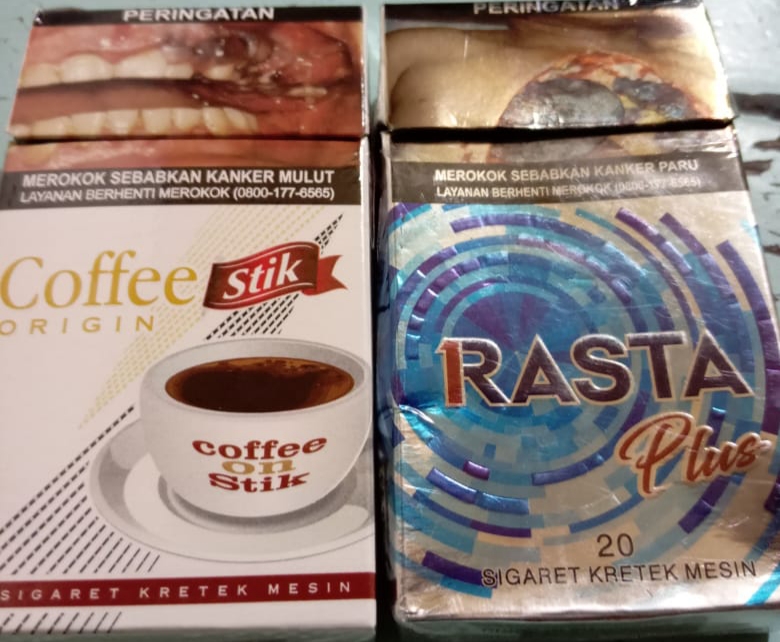 PERINGATAN
MEROKOK SEBABKAN KANKER MULUT
LAYANAN BERHENTI MEROKOK (0800-177-6565)
Coffee Stik
ORIGIN
coffee
on
Stik
SIGARET KRETEK MESIN
PERINGATAN
MEROKOK SEBABKAN KANKER PARU
LAYANAN BERHENTI MEROKOK (0800-177-6565)
1RASTA
Plus
20
SIGARET KRETEK MESIN